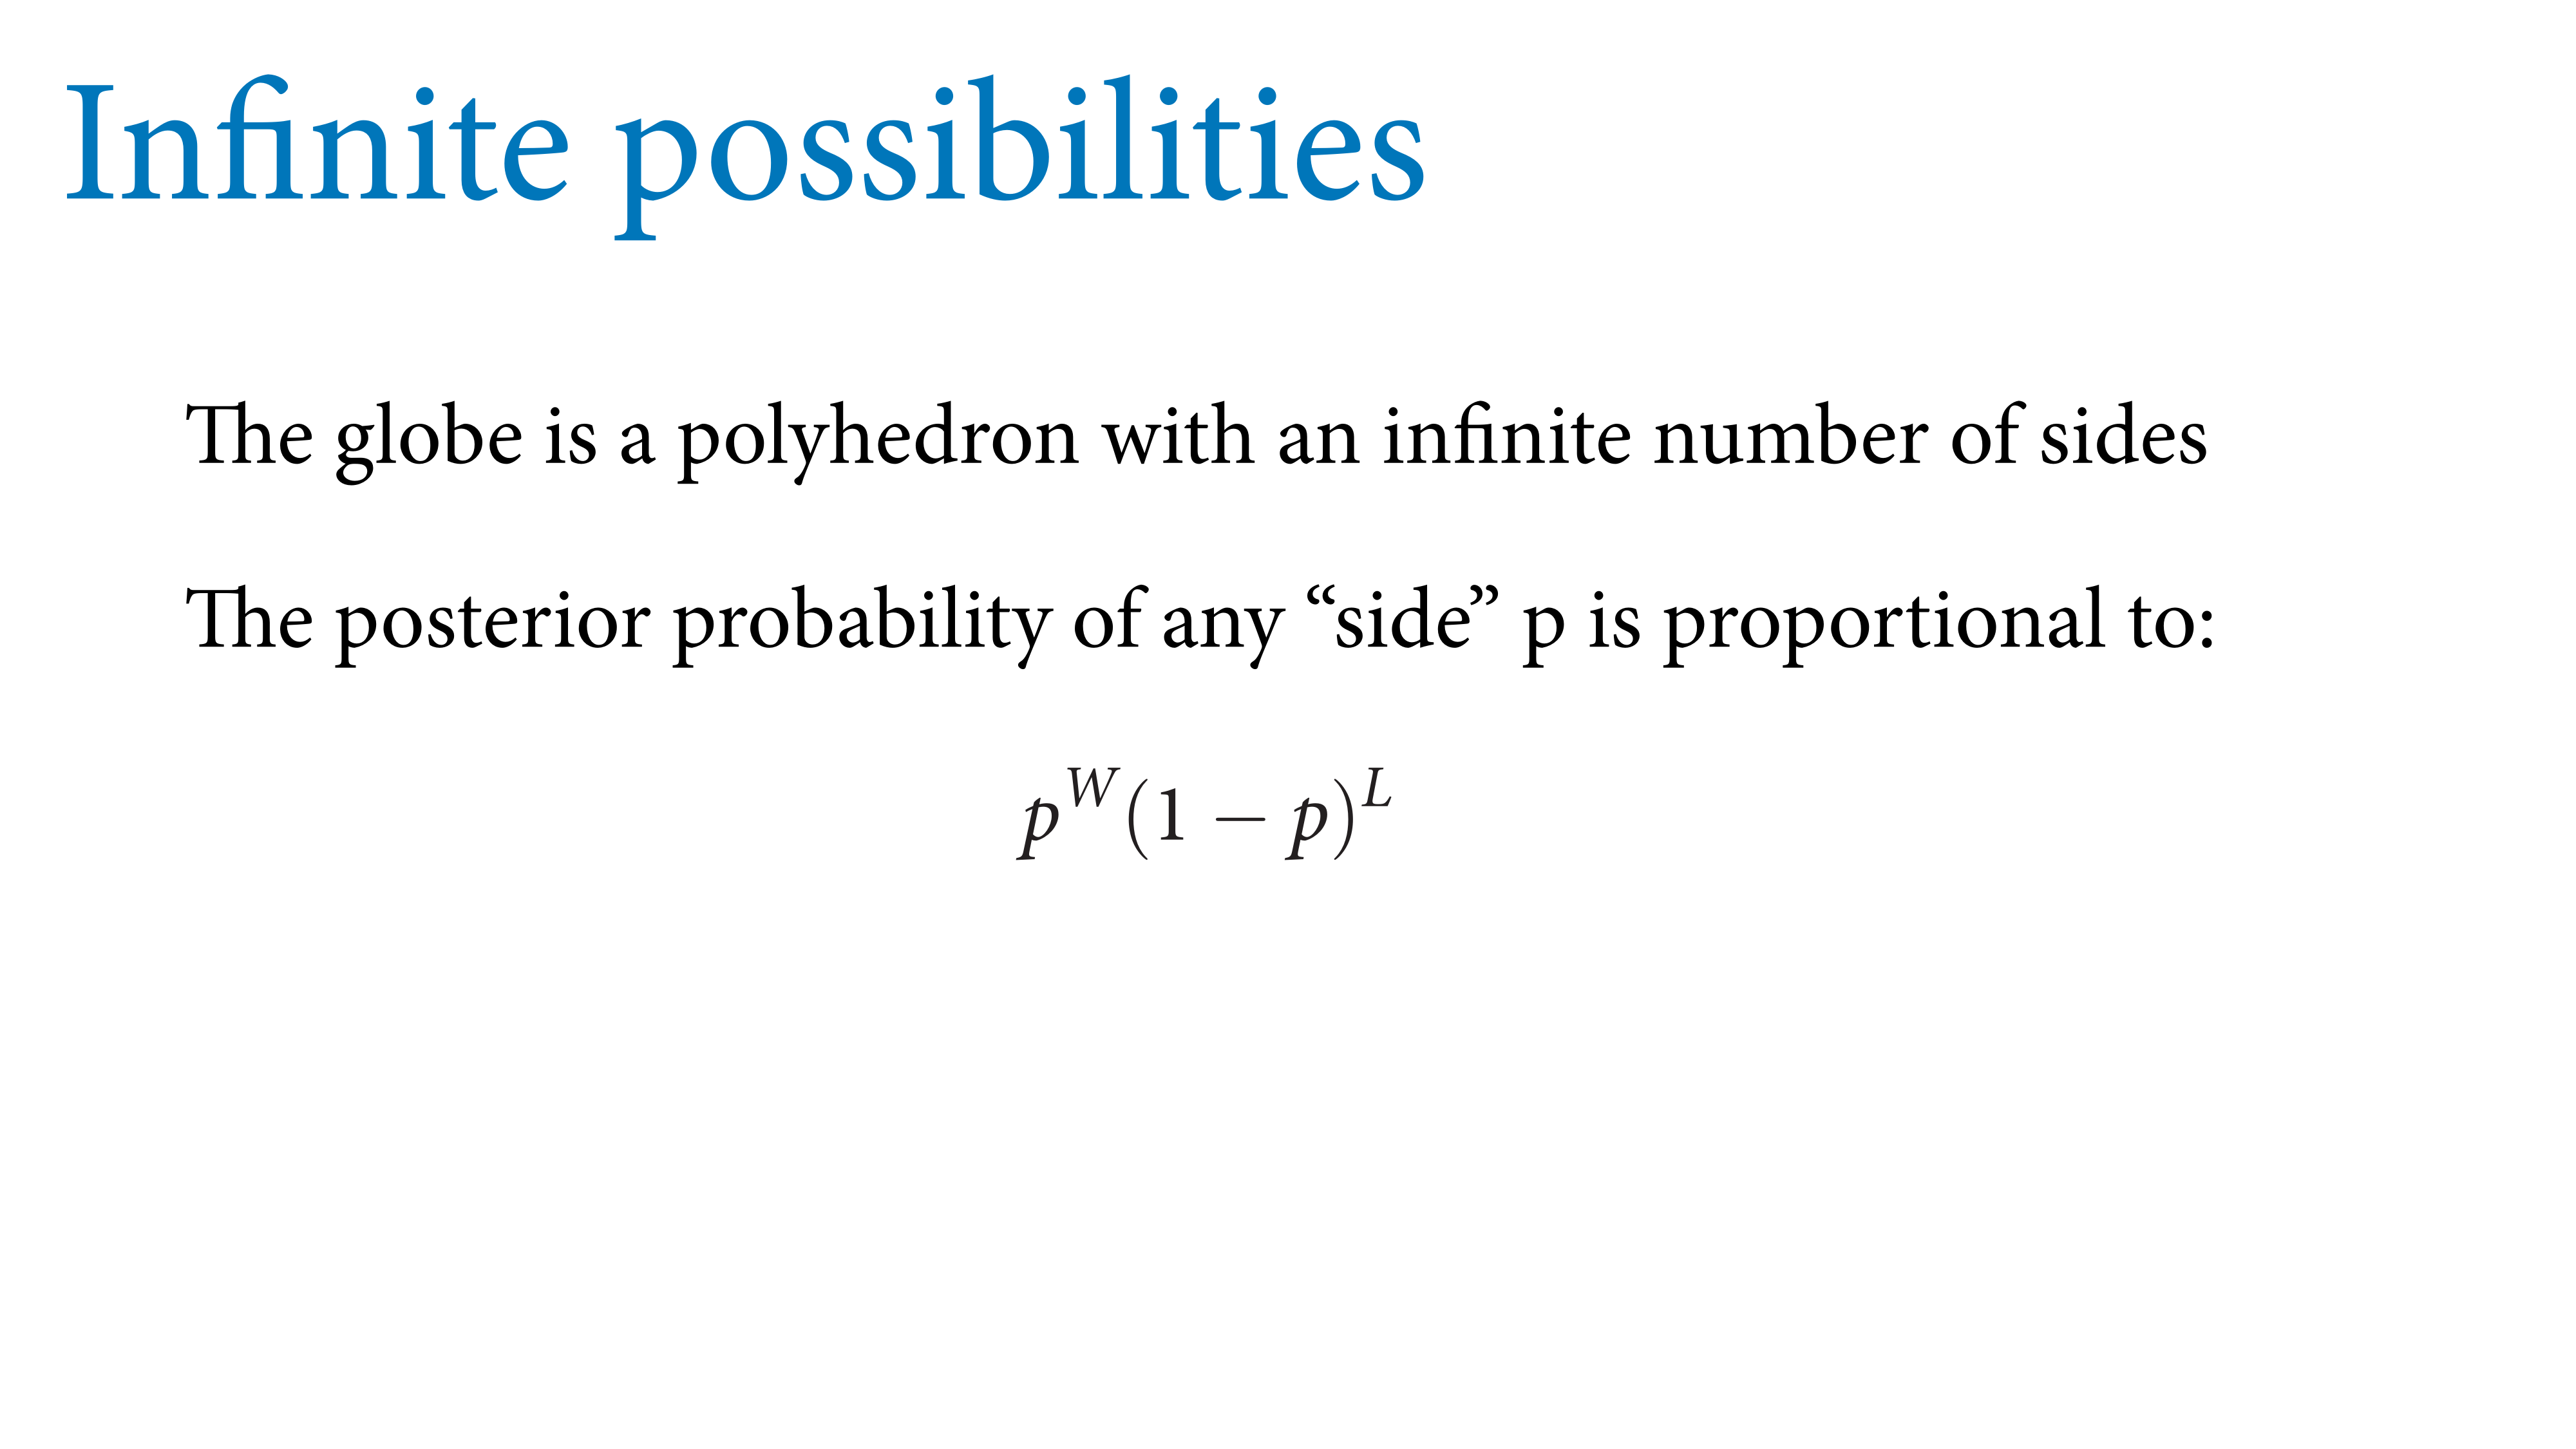 Infinite possibilities
The globe is a polyhedron with an infinite number of sides
The posterior probability of any “side” p is proportional to:
p^W(1 − p)^L